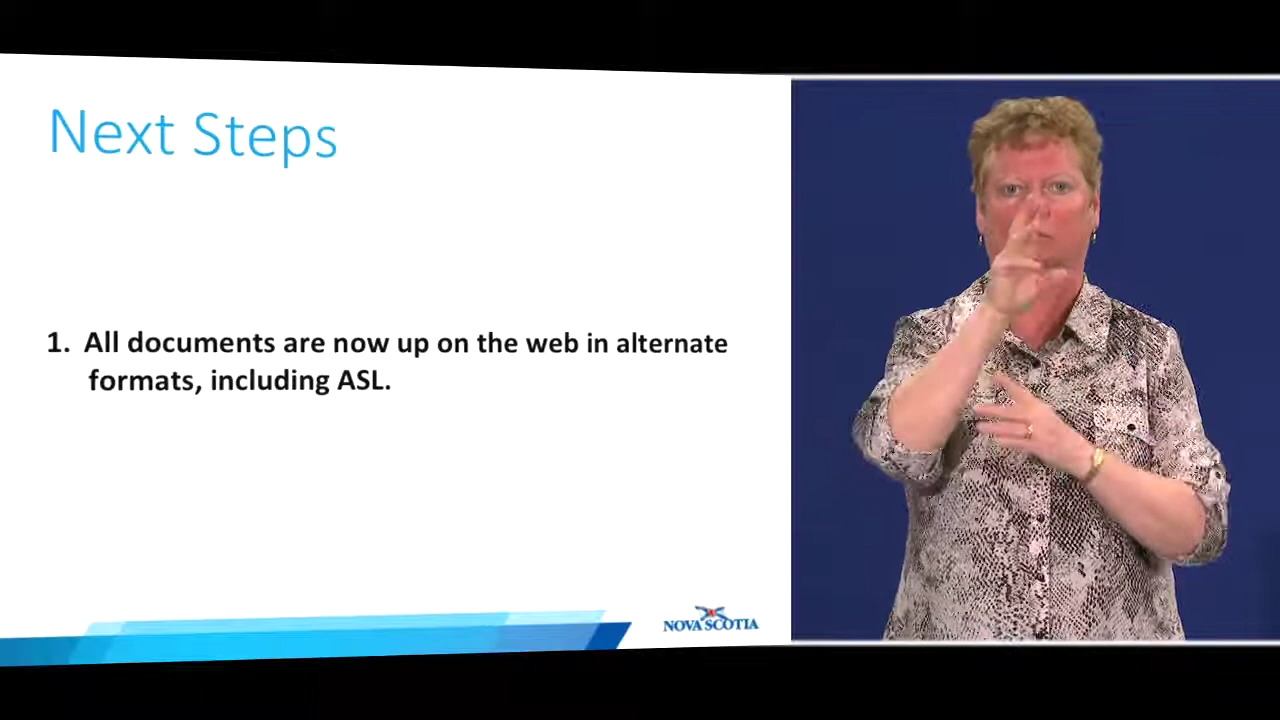 Next Steps
1. All documents are now up on the web in alternate
formats, including ASL.
NOVA SCOTIA